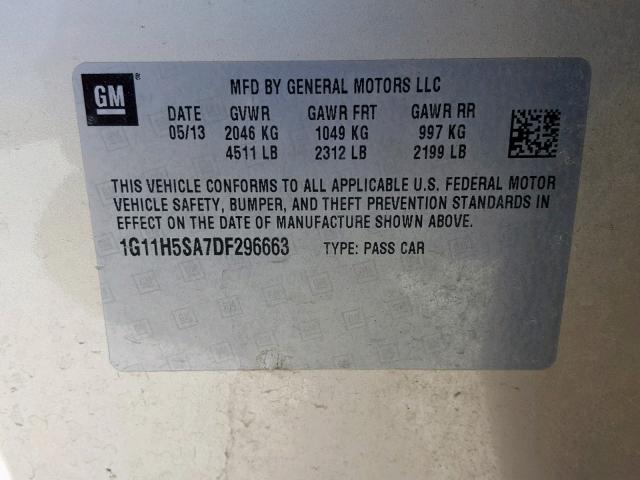 GM ® MFD BY GENERAL MOTORS LLC
DATE GVWR GAWR FRT GAWR RR
05/13 2046 KG 1049 KG 997 KG
4511 LB 2312 LB 2199 LB
THIS VEHICLE CONFORMS TO ALL APPLICABLE U.S. FEDERAL MOTOR
VEHICLE SAFETY, BUMPER, AND THEFT PREVENTION STANDARDS IN
EFFECT ON THE DATE OF MANUFACTURE SHOWN ABOVE.
1G11H5SA7DF296663 TYPE: PASS CAR